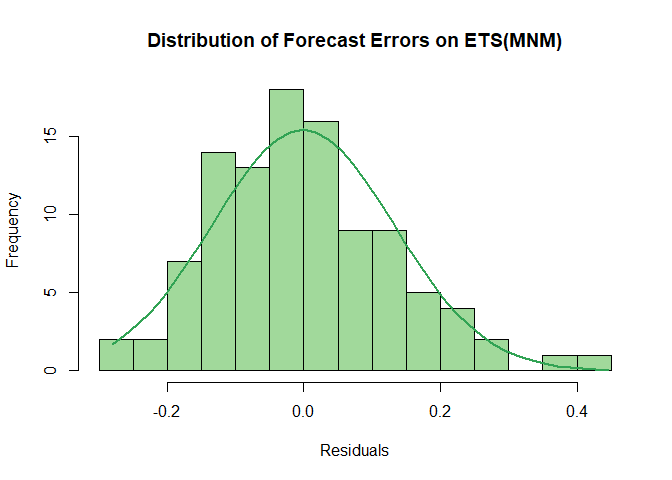 Distribution of Forecast Errors on ETS(MNM)
Frequency
15
10
5
0
-0.2 0.0 0.2 0.4
Residuals